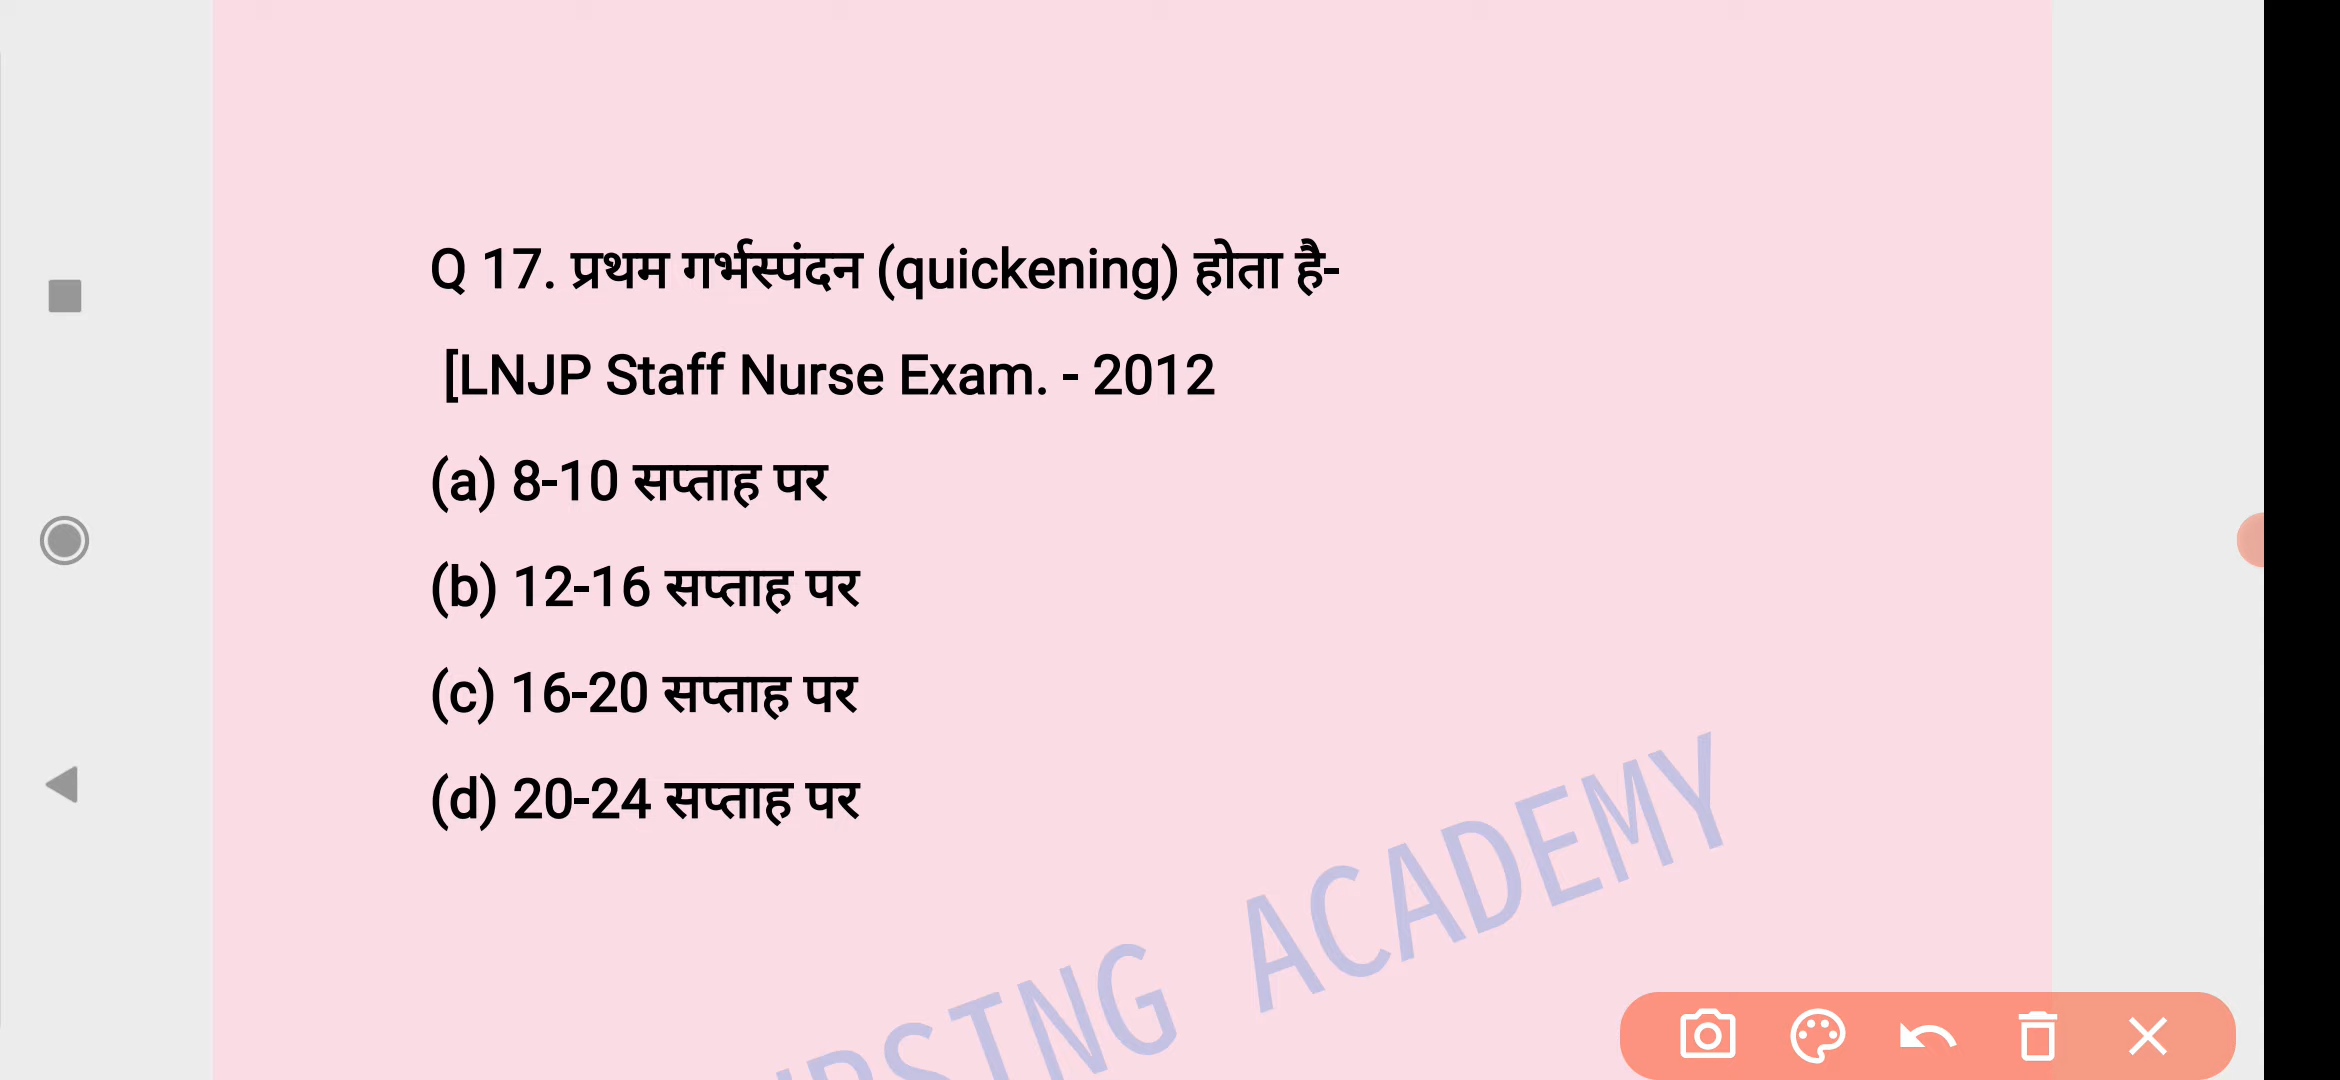 Q 17. प्रथम गर्भस्पंदन (quickening) होता है-
[LNJP Staff Nurse Exam. - 2012
(a) 8-10 सप्ताह पर
(b) 12-16 सप्ताह पर
(c) 16-20 सप्ताह पर
(d) 20-24 सप्ताह पर
ACADEMY